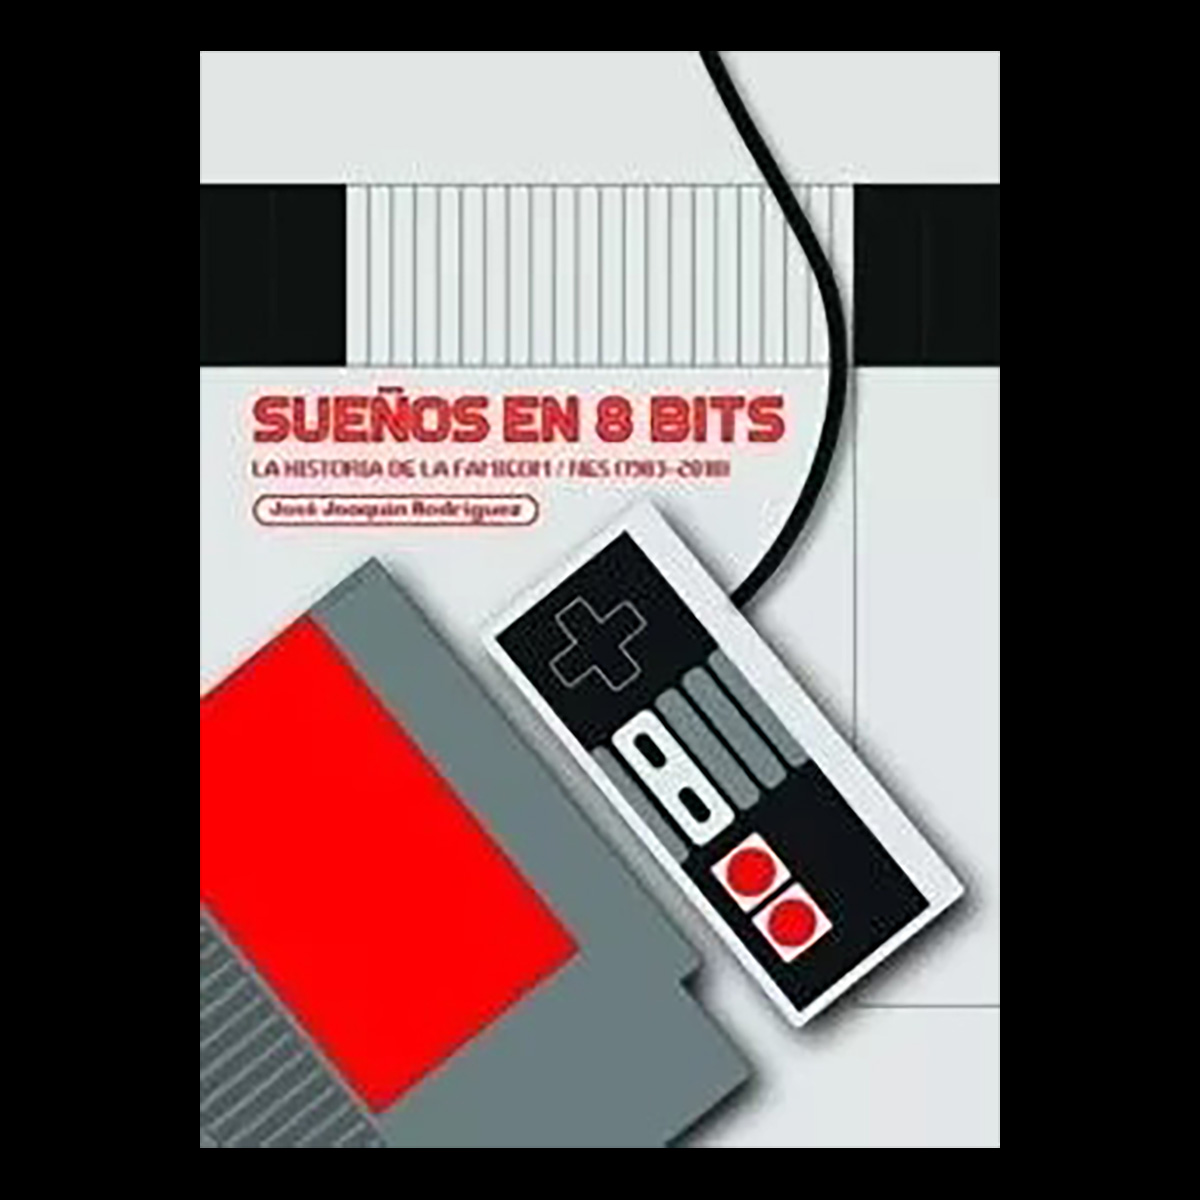 SUEÑOS EN 8 BITS
LA HISTORIA DE LA FAMICOM / NES (1983-2018)
José Joaquín Rodríguez